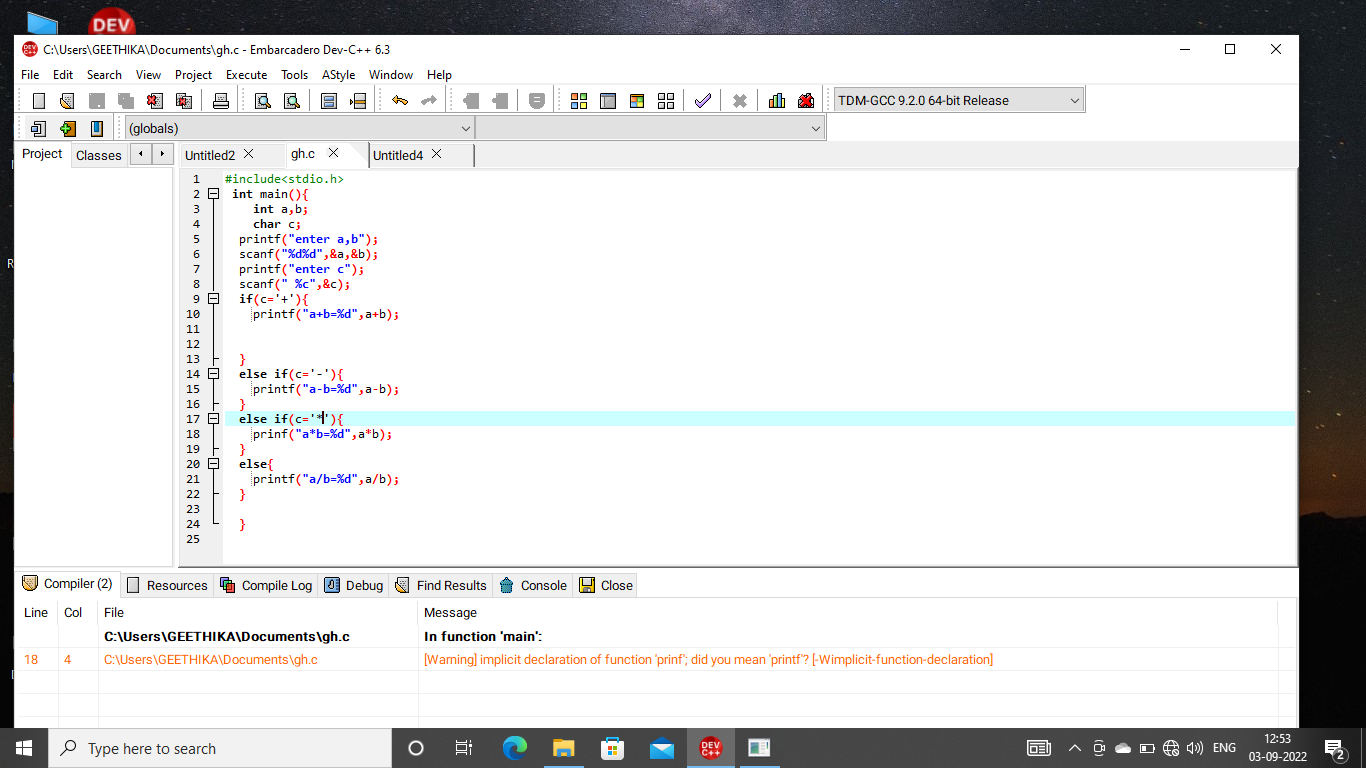 DEV
C:\Users\GEETHIKA\Documents\gh.c - Embarcadero Dev-C++ 6.3
File Edit Search View Project Execute Tools AStyle Window Help
TDM-GCC 9.2.0 64-bit Release
(globals)
Project Classes Untitled2 gh.c Untitled4
1 #include<stdio.h>
2 int main(){
3 int a,b;
4 char c;
5 printf("enter a,b");
6 scanf("%d%d",&a,&b);
7 printf("enter c");
8 scanf(" %c",&c);
9 if(c='+'){
10 printf("a+b=%d",a+b);
11
12
13 }
14 else if(c='-'){
15 printf("a-b=%d",a-b);
16 }
17 else if(c='*'){
18 prinf("a*b=%d",a*b);
19 }
20 else{
21 printf("a/b=%d",a/b);
22 }
23
24 }
25
Compiler (2) Resources Compile Log Debug Find Results Console Close
Line Col File Message
C:\Users\GEETHIKA\Documents\gh.c In function 'main':
18 4 C:\Users\GEETHIKA\Documents\gh.c [Warning] implicit declaration of function 'prinf'; did you mean 'printf'? [-Wimplicit-function-declaration]
Type here to search DEV C++ ENG 12:53
03-09-2022 2